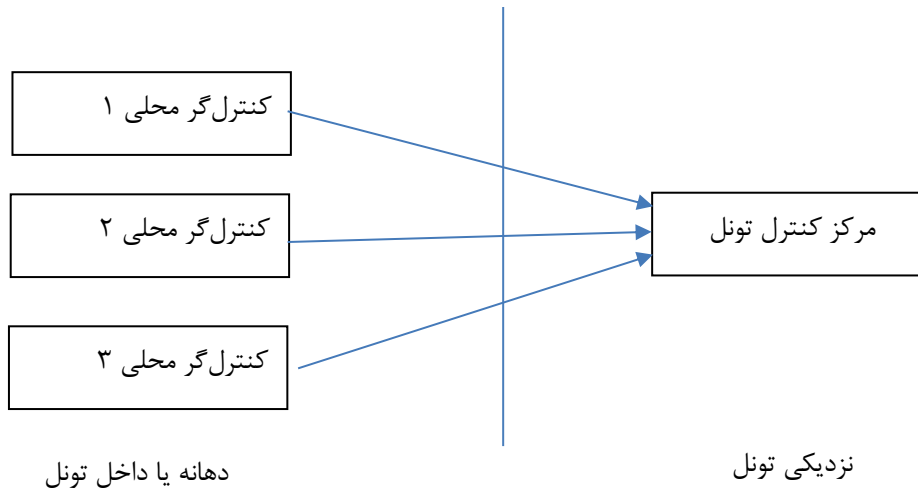 کنترل‌گر محلی ۱
کنترل‌گر محلی ۲
مرکز کنترل تونل
کنترل‌گر محلی ۳
نزدیکی تونل
دهانه یا داخل تونل